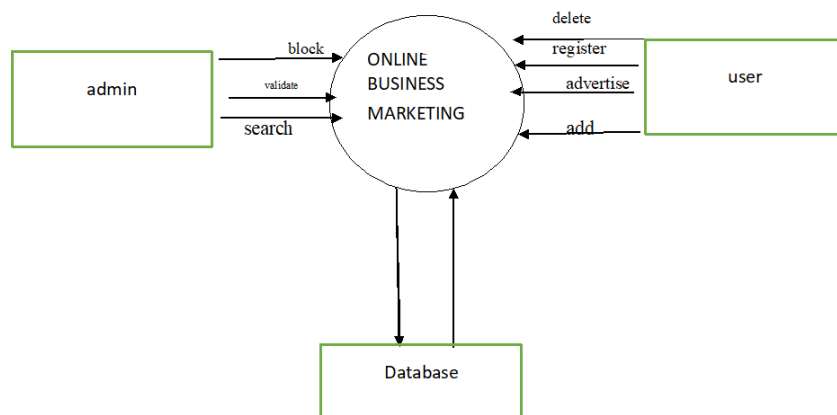 admin
block
validate
search
ONLINE
BUSINESS
MARKETING
delete
register
advertise
add
user
Database